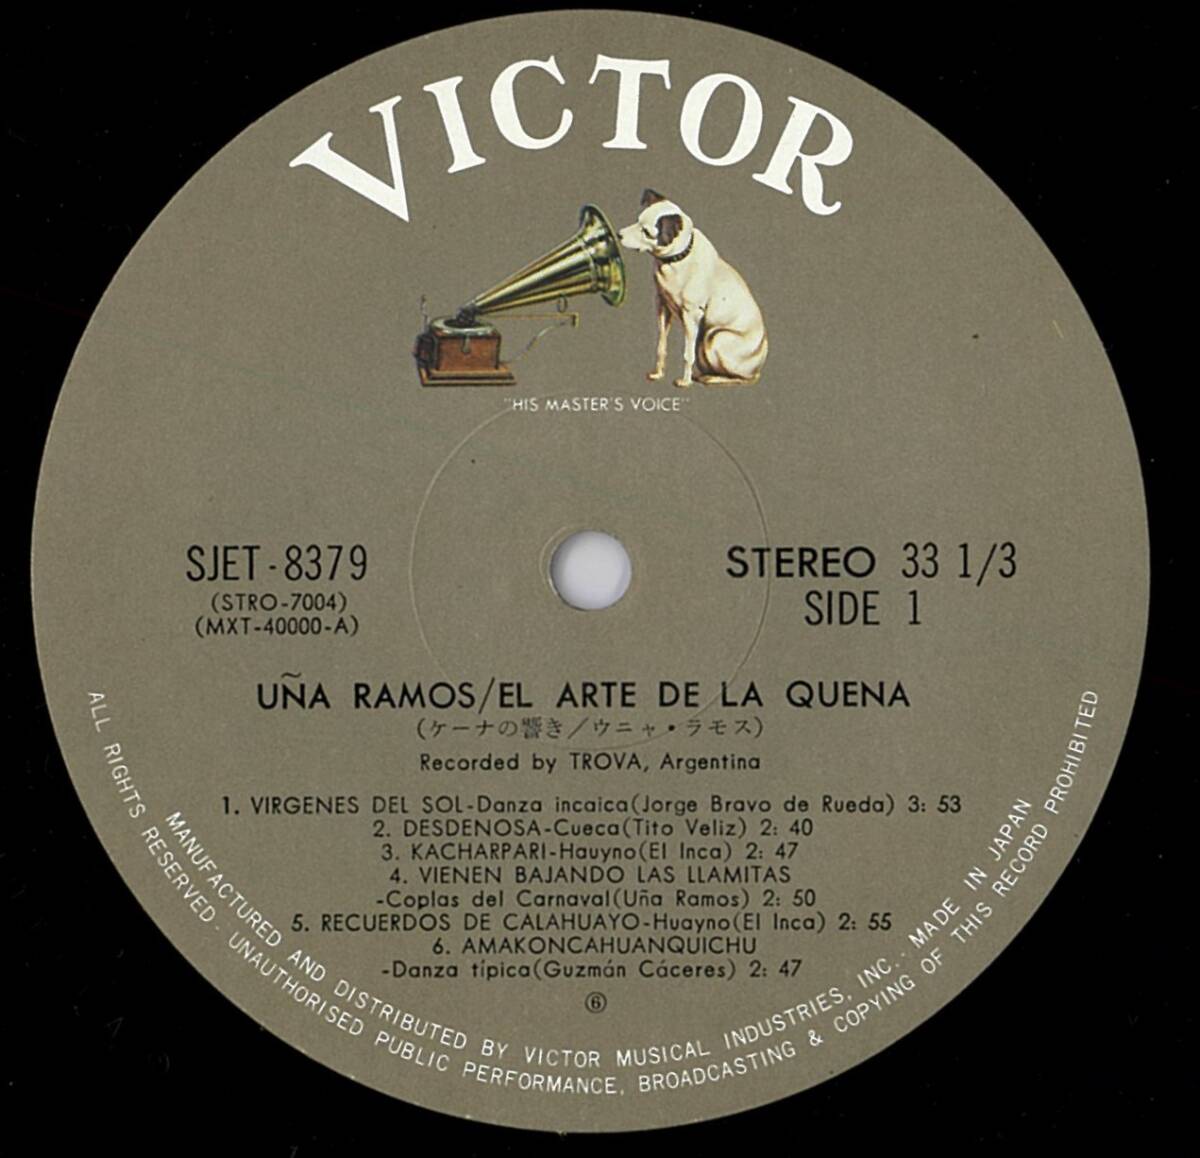 VICTOR
"HIS MASTER'S VOICE"
SJET-8379
(STRO-7004)
(MXT-40000-A)
STEREO 33 1/3
SIDE 1
UÑA RAMOS/EL ARTE DE LA QUENA
(ケーナの響き/ウニャ・ラモス)
Recorded by TROVA, Argentina
1. VIRGENES DEL SOL-Danza incaica(Jorge Bravo de Rueda) 3: 53
2. DESDENOSA-Cueca(Tito Veliz) 2: 40
3. KACHARPARI-Hauyno(El Inca) 2: 47
4. VIENEN BAJANDO LAS LLAMITAS
-Coplas del Carnaval(Uña Ramos) 2: 50
5. RECUERDOS DE CALAHUAYO-Huayno(El Inca) 2: 55
6. AMAKONCAHUANQUICHU
-Danza típica(Guzmán Cáceres) 2: 47
⑥
MANUFACTURED AND DISTRIBUTED BY VICTOR MUSICAL INDUSTRIES, INC.· MADE IN JAPAN
ALL RIGHTS RESERVED· UNAUTHORISED PUBLIC PERFORMANCE, BROADCASTING & COPYING OF THIS RECORD PROHIBITED